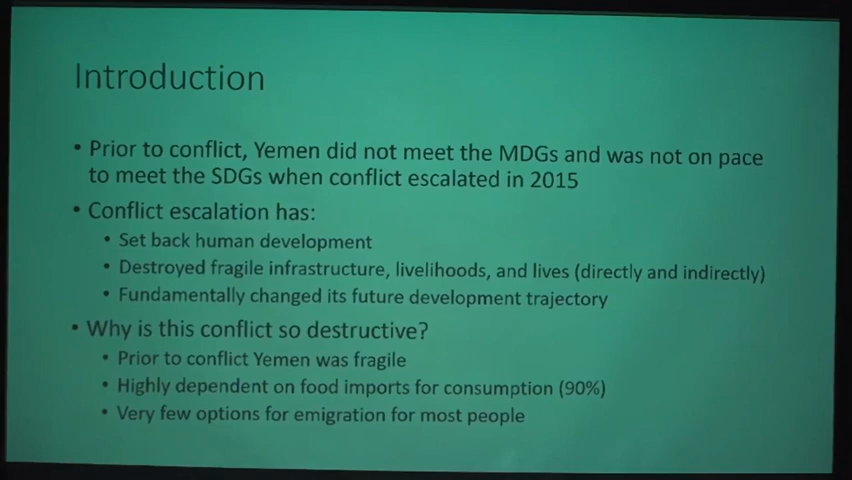 Introduction
• Prior to conflict, Yemen did not meet the MDGs and was not on pace
to meet the SDGs when conflict escalated in 2015
• Conflict escalation has:
• Set back human development
• Destroyed fragile infrastructure, livelihoods, and lives (directly and indirectly)
• Fundamentally changed its future development trajectory
• Why is this conflict so destructive?
• Prior to conflict Yemen was fragile
• Highly dependent on food imports for consumption (90%)
• Very few options for emigration for most people